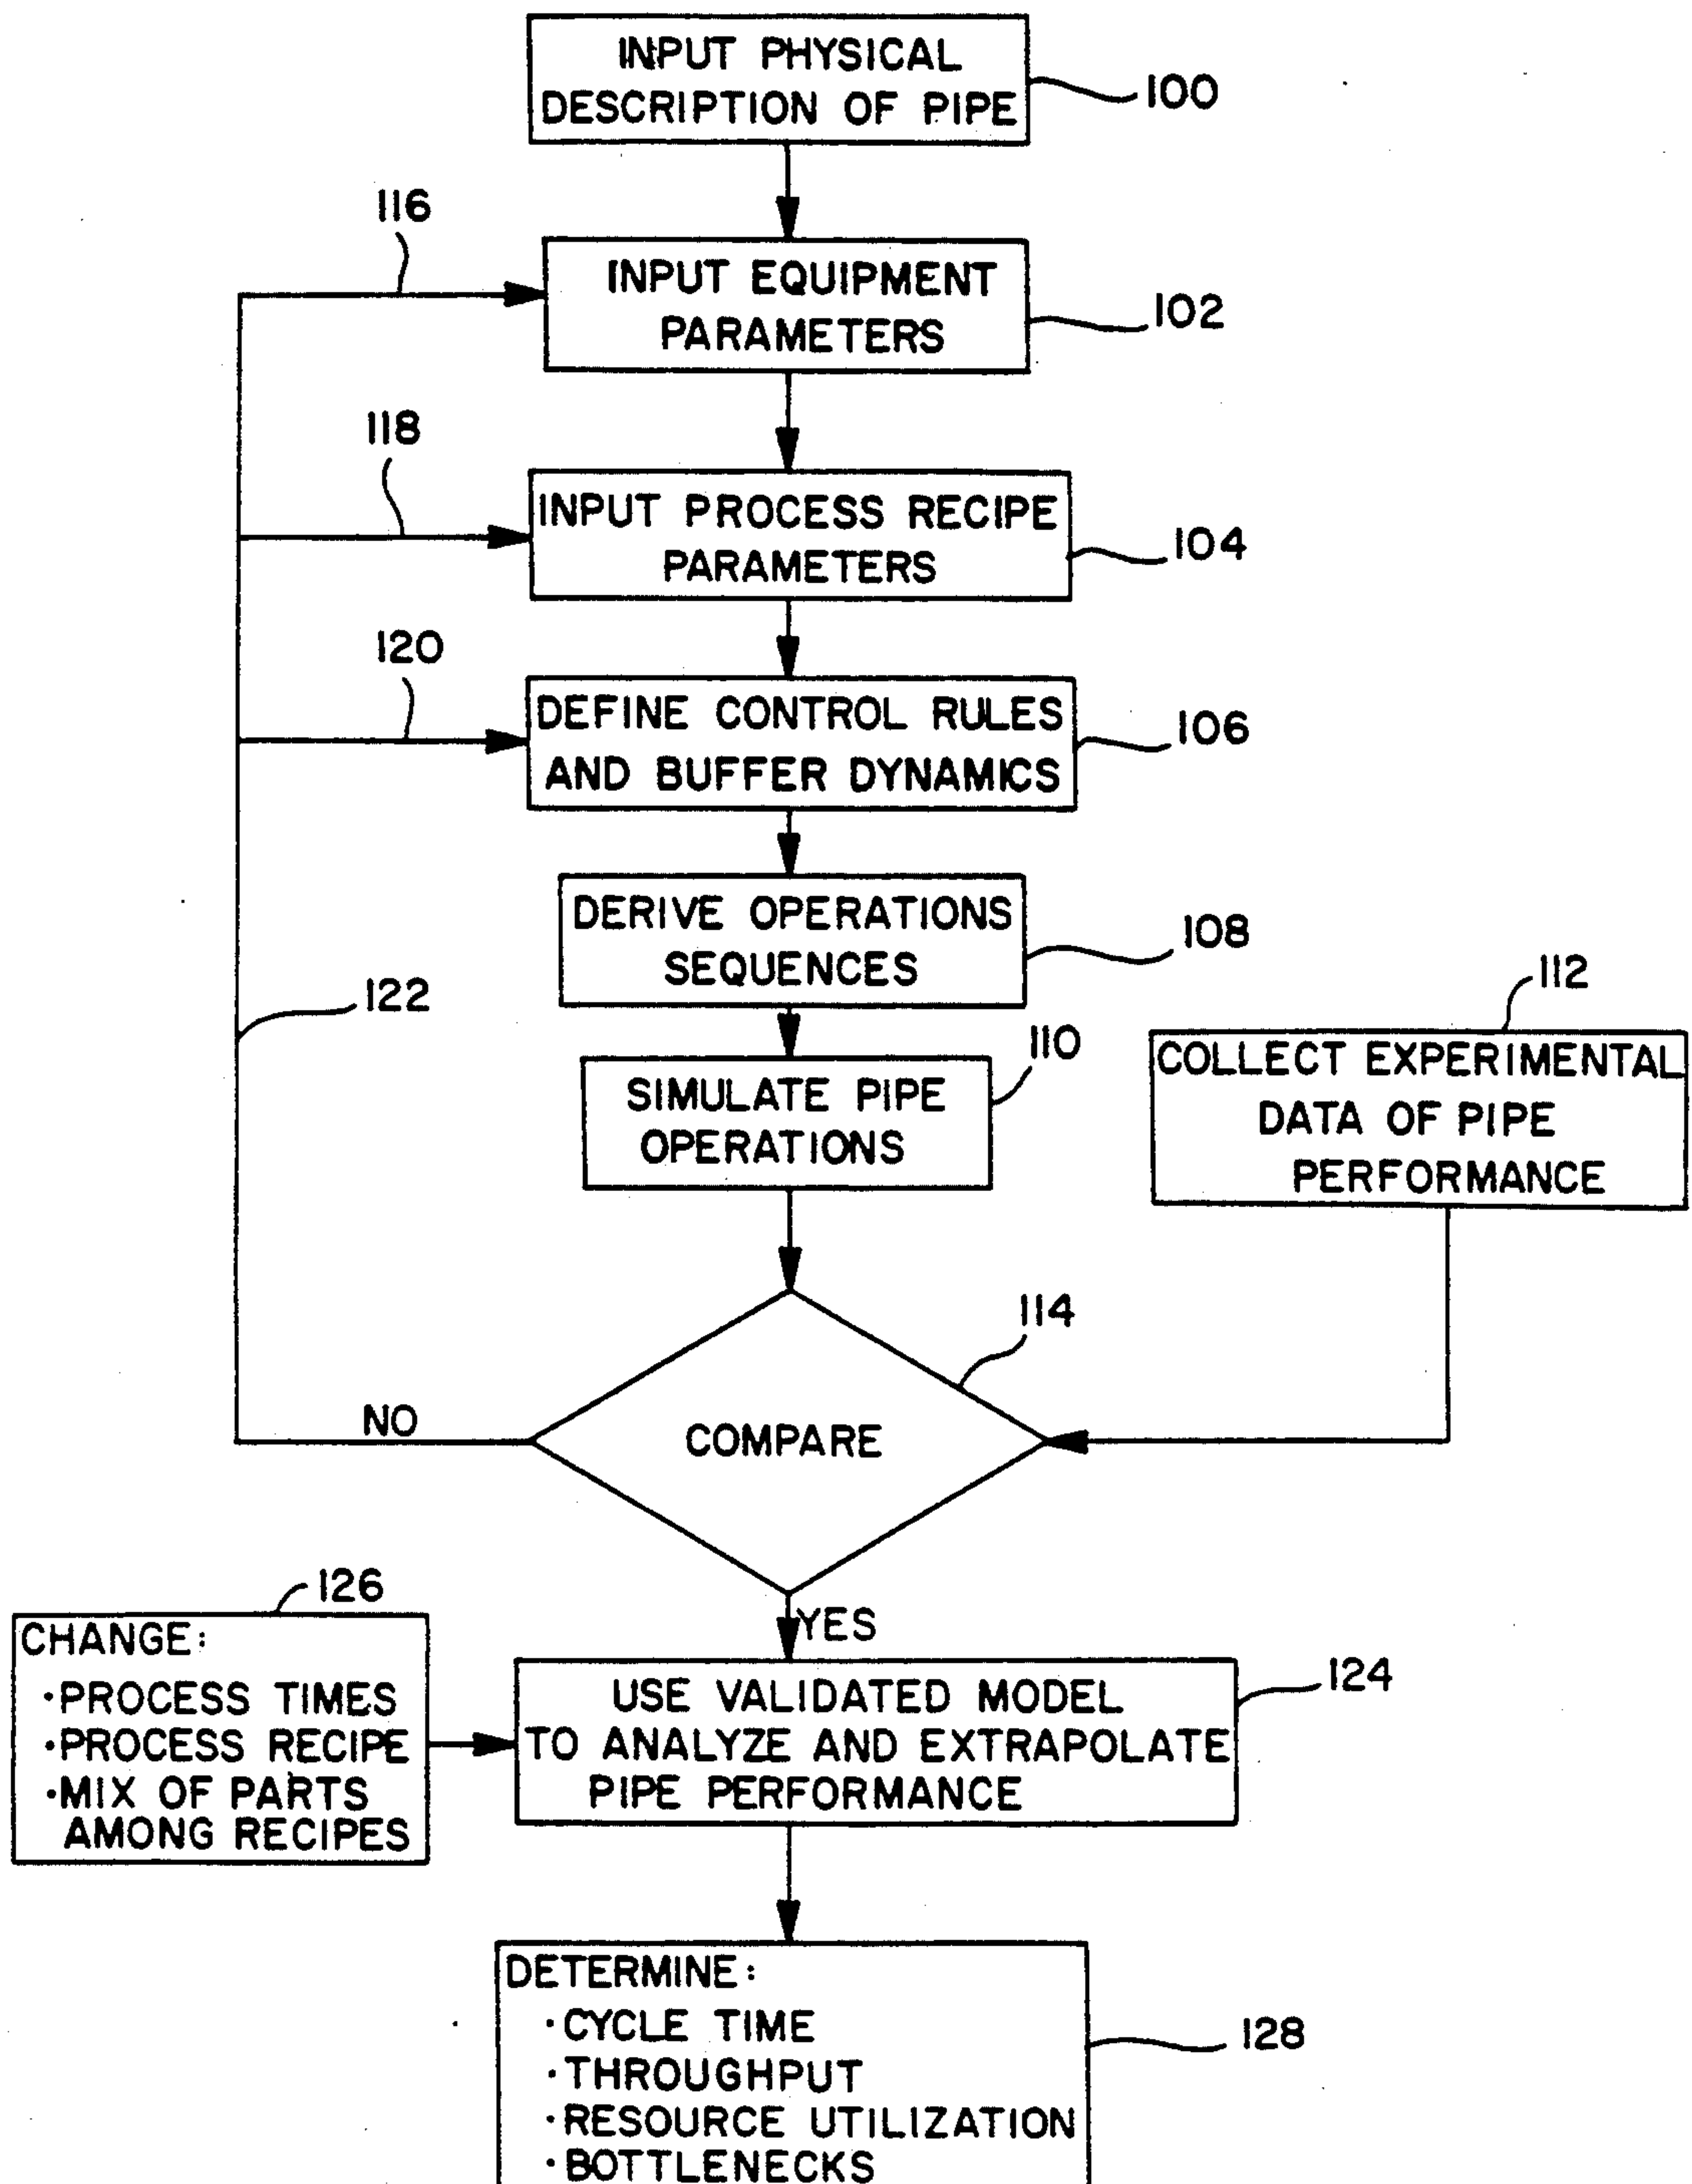 INPUT PHYSICAL
DESCRIPTION OF PIPE
100
116
INPUT EQUIPMENT
PARAMETERS
102
118
INPUT PROCESS RECIPE
PARAMETERS
104
120
DEFINE CONTROL RULES
AND BUFFER DYNAMICS
106
DERIVE OPERATIONS
SEQUENCES
108
122
110
SIMULATE PIPE
OPERATIONS
112
COLLECT EXPERIMENTAL
DATA OF PIPE
PERFORMANCE
114
COMPARE
NO
YES
126
CHANGE:
·PROCESS TIMES
·PROCESS RECIPE
·MIX OF PARTS
AMONG RECIPES
USE VALIDATED MODEL
TO ANALYZE AND EXTRAPOLATE
PIPE PERFORMANCE
124
DETERMINE:
·CYCLE TIME
·THROUGHPUT
·RESOURCE UTILIZATION
·BOTTLENECKS
128